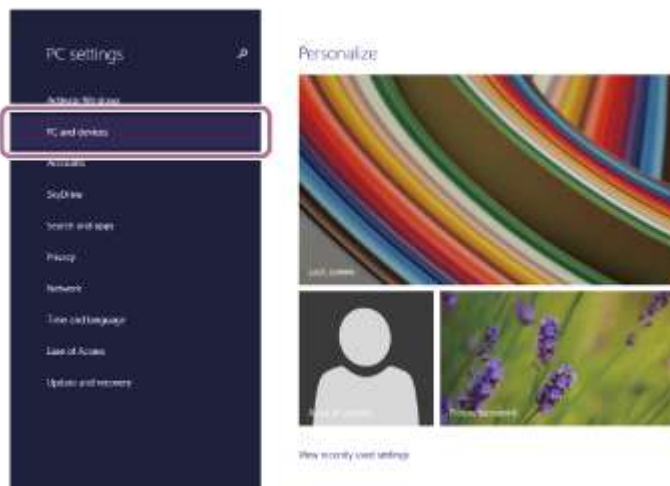 PC settings
Personalize
Activate Windows
PC and devices
Accounts
SkyDrive
Search and apps
Privacy
Network
Time and language
Ease of Access
Update and recovery
Lock screen
View recently used settings